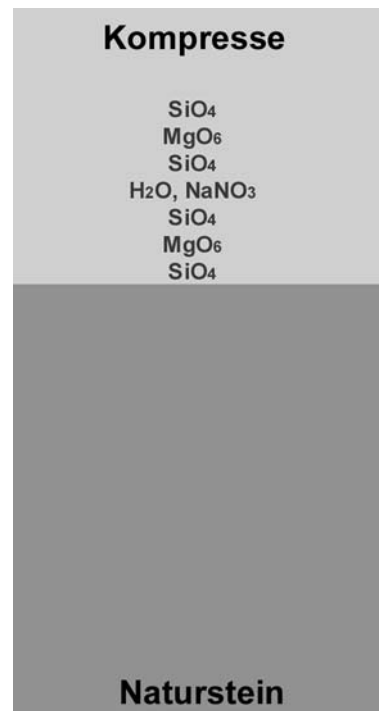 Kompresse
SiO4
MgO6
SiO4
H2O, NaNO3
SiO4
MgO6
SiO4
Naturstein